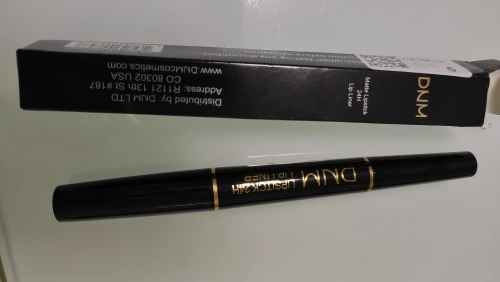 DNM
Matte Lipstick
24H
Lip Liner
Distributed by: DNM LTD
Address: R1121 13th St #187
CO 80302 USA
www.DNMcosmetics.com
DNM
LIPSITCK 24H
LIP LINER